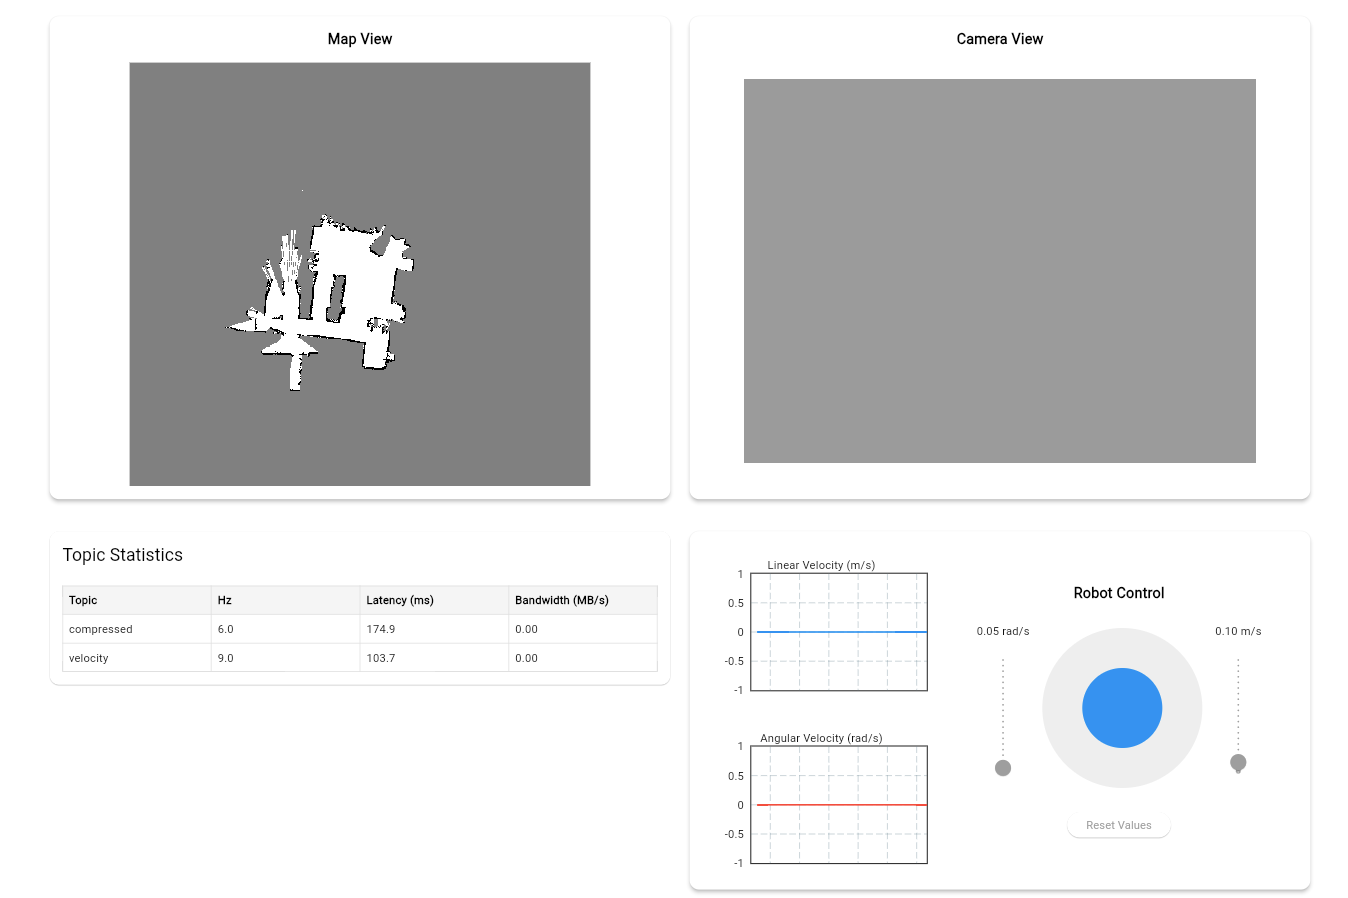 Map View
Camera View
Topic Statistics
Topic Hz Latency (ms) Bandwidth (MB/s)
compressed 6.0 174.9 0.00
velocity 9.0 103.7 0.00
Linear Velocity (m/s)
1
0.5
0
-0.5
-1
Angular Velocity (rad/s)
1
0.5
0
-0.5
-1
Robot Control
0.05 rad/s 0.10 m/s
Reset Values